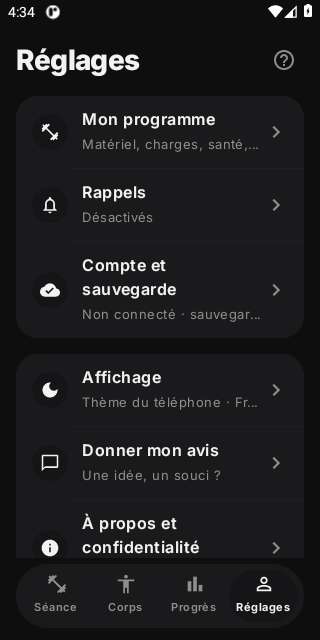 4:34
Réglages
Mon programme
Matériel, charges, santé,...
Rappels
Désactivés
Compte et
sauvegarde
Non connecté · sauvegar...
Affichage
Thème du téléphone · Fr...
Donner mon avis
Une idée, un souci ?
À propos et
confidentialité
Séance
Corps
Progrès
Réglages